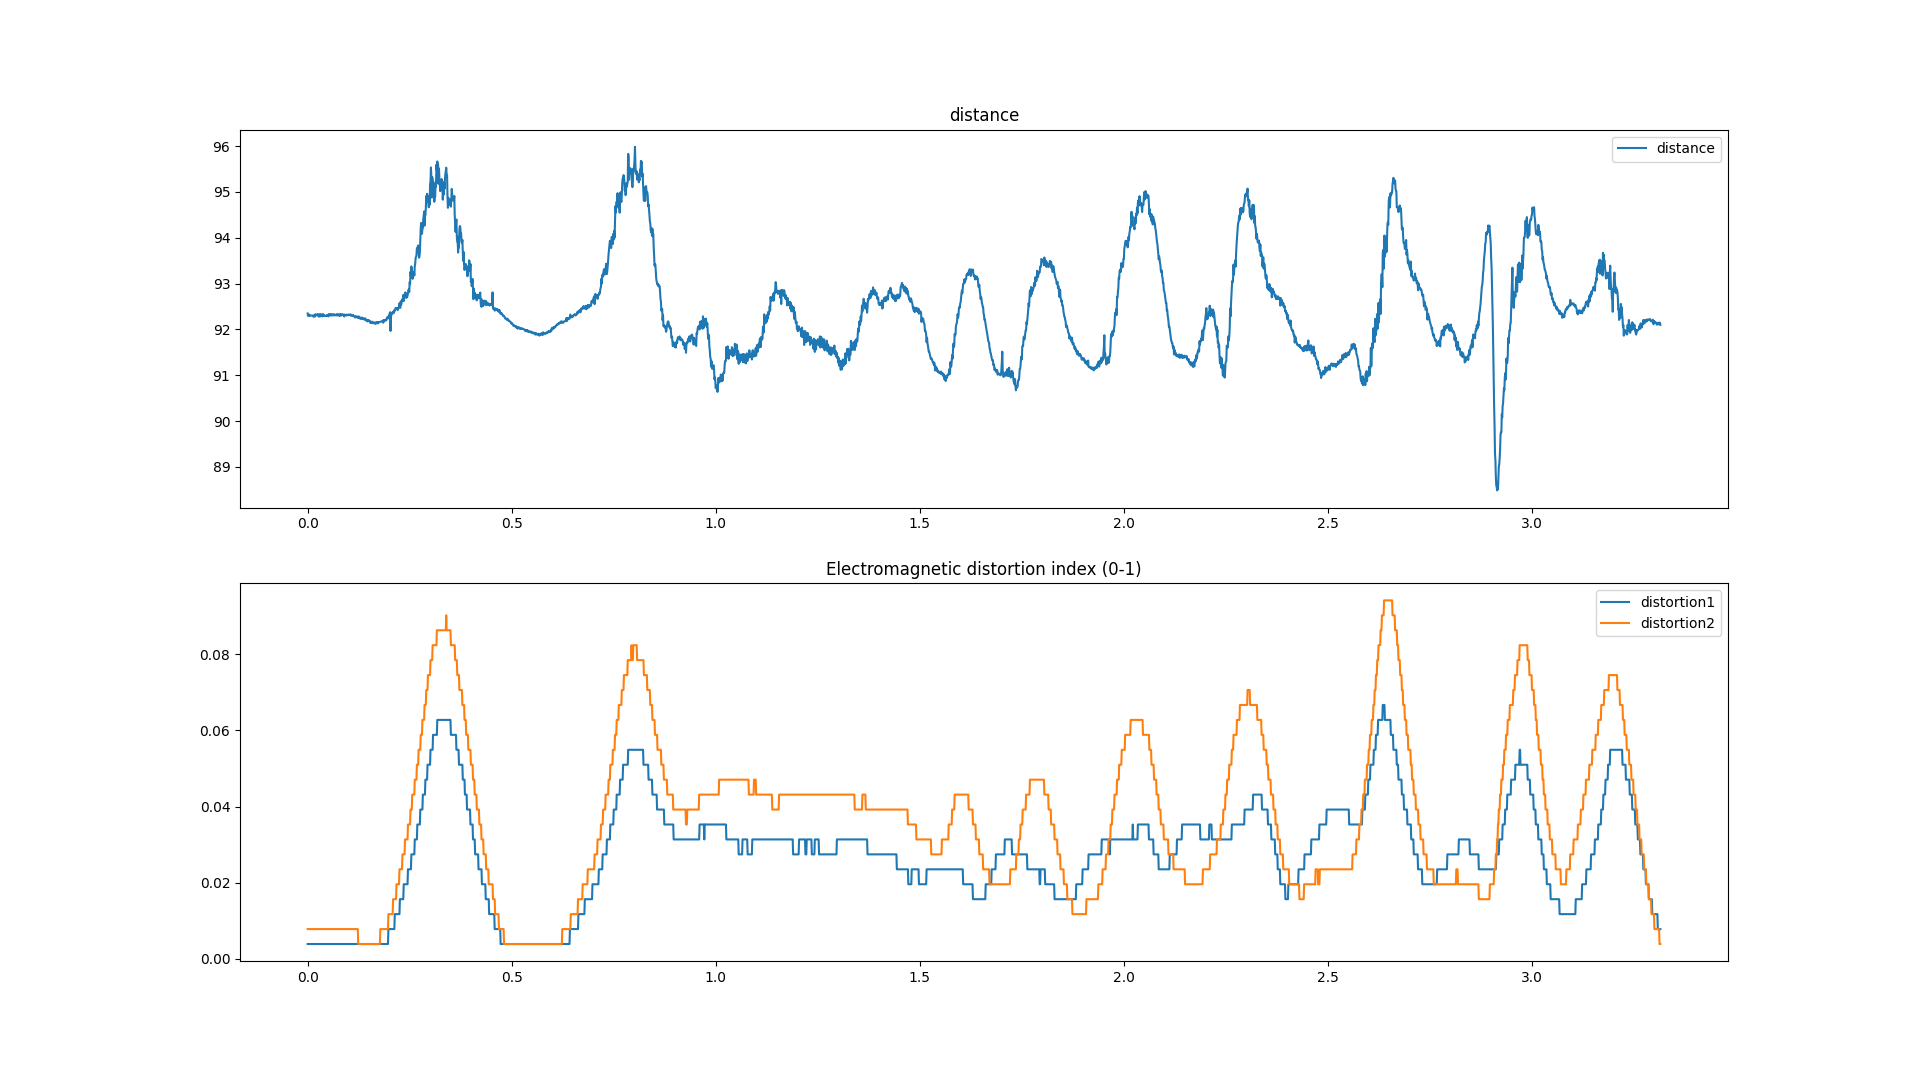 distance
distance
96
95
94
93
92
91
90
89
0.0 0.5 1.0 1.5 2.0 2.5 3.0
Electromagnetic distortion index (0-1)
distortion1
distortion2
0.08
0.06
0.04
0.02
0.00
0.0 0.5 1.0 1.5 2.0 2.5 3.0